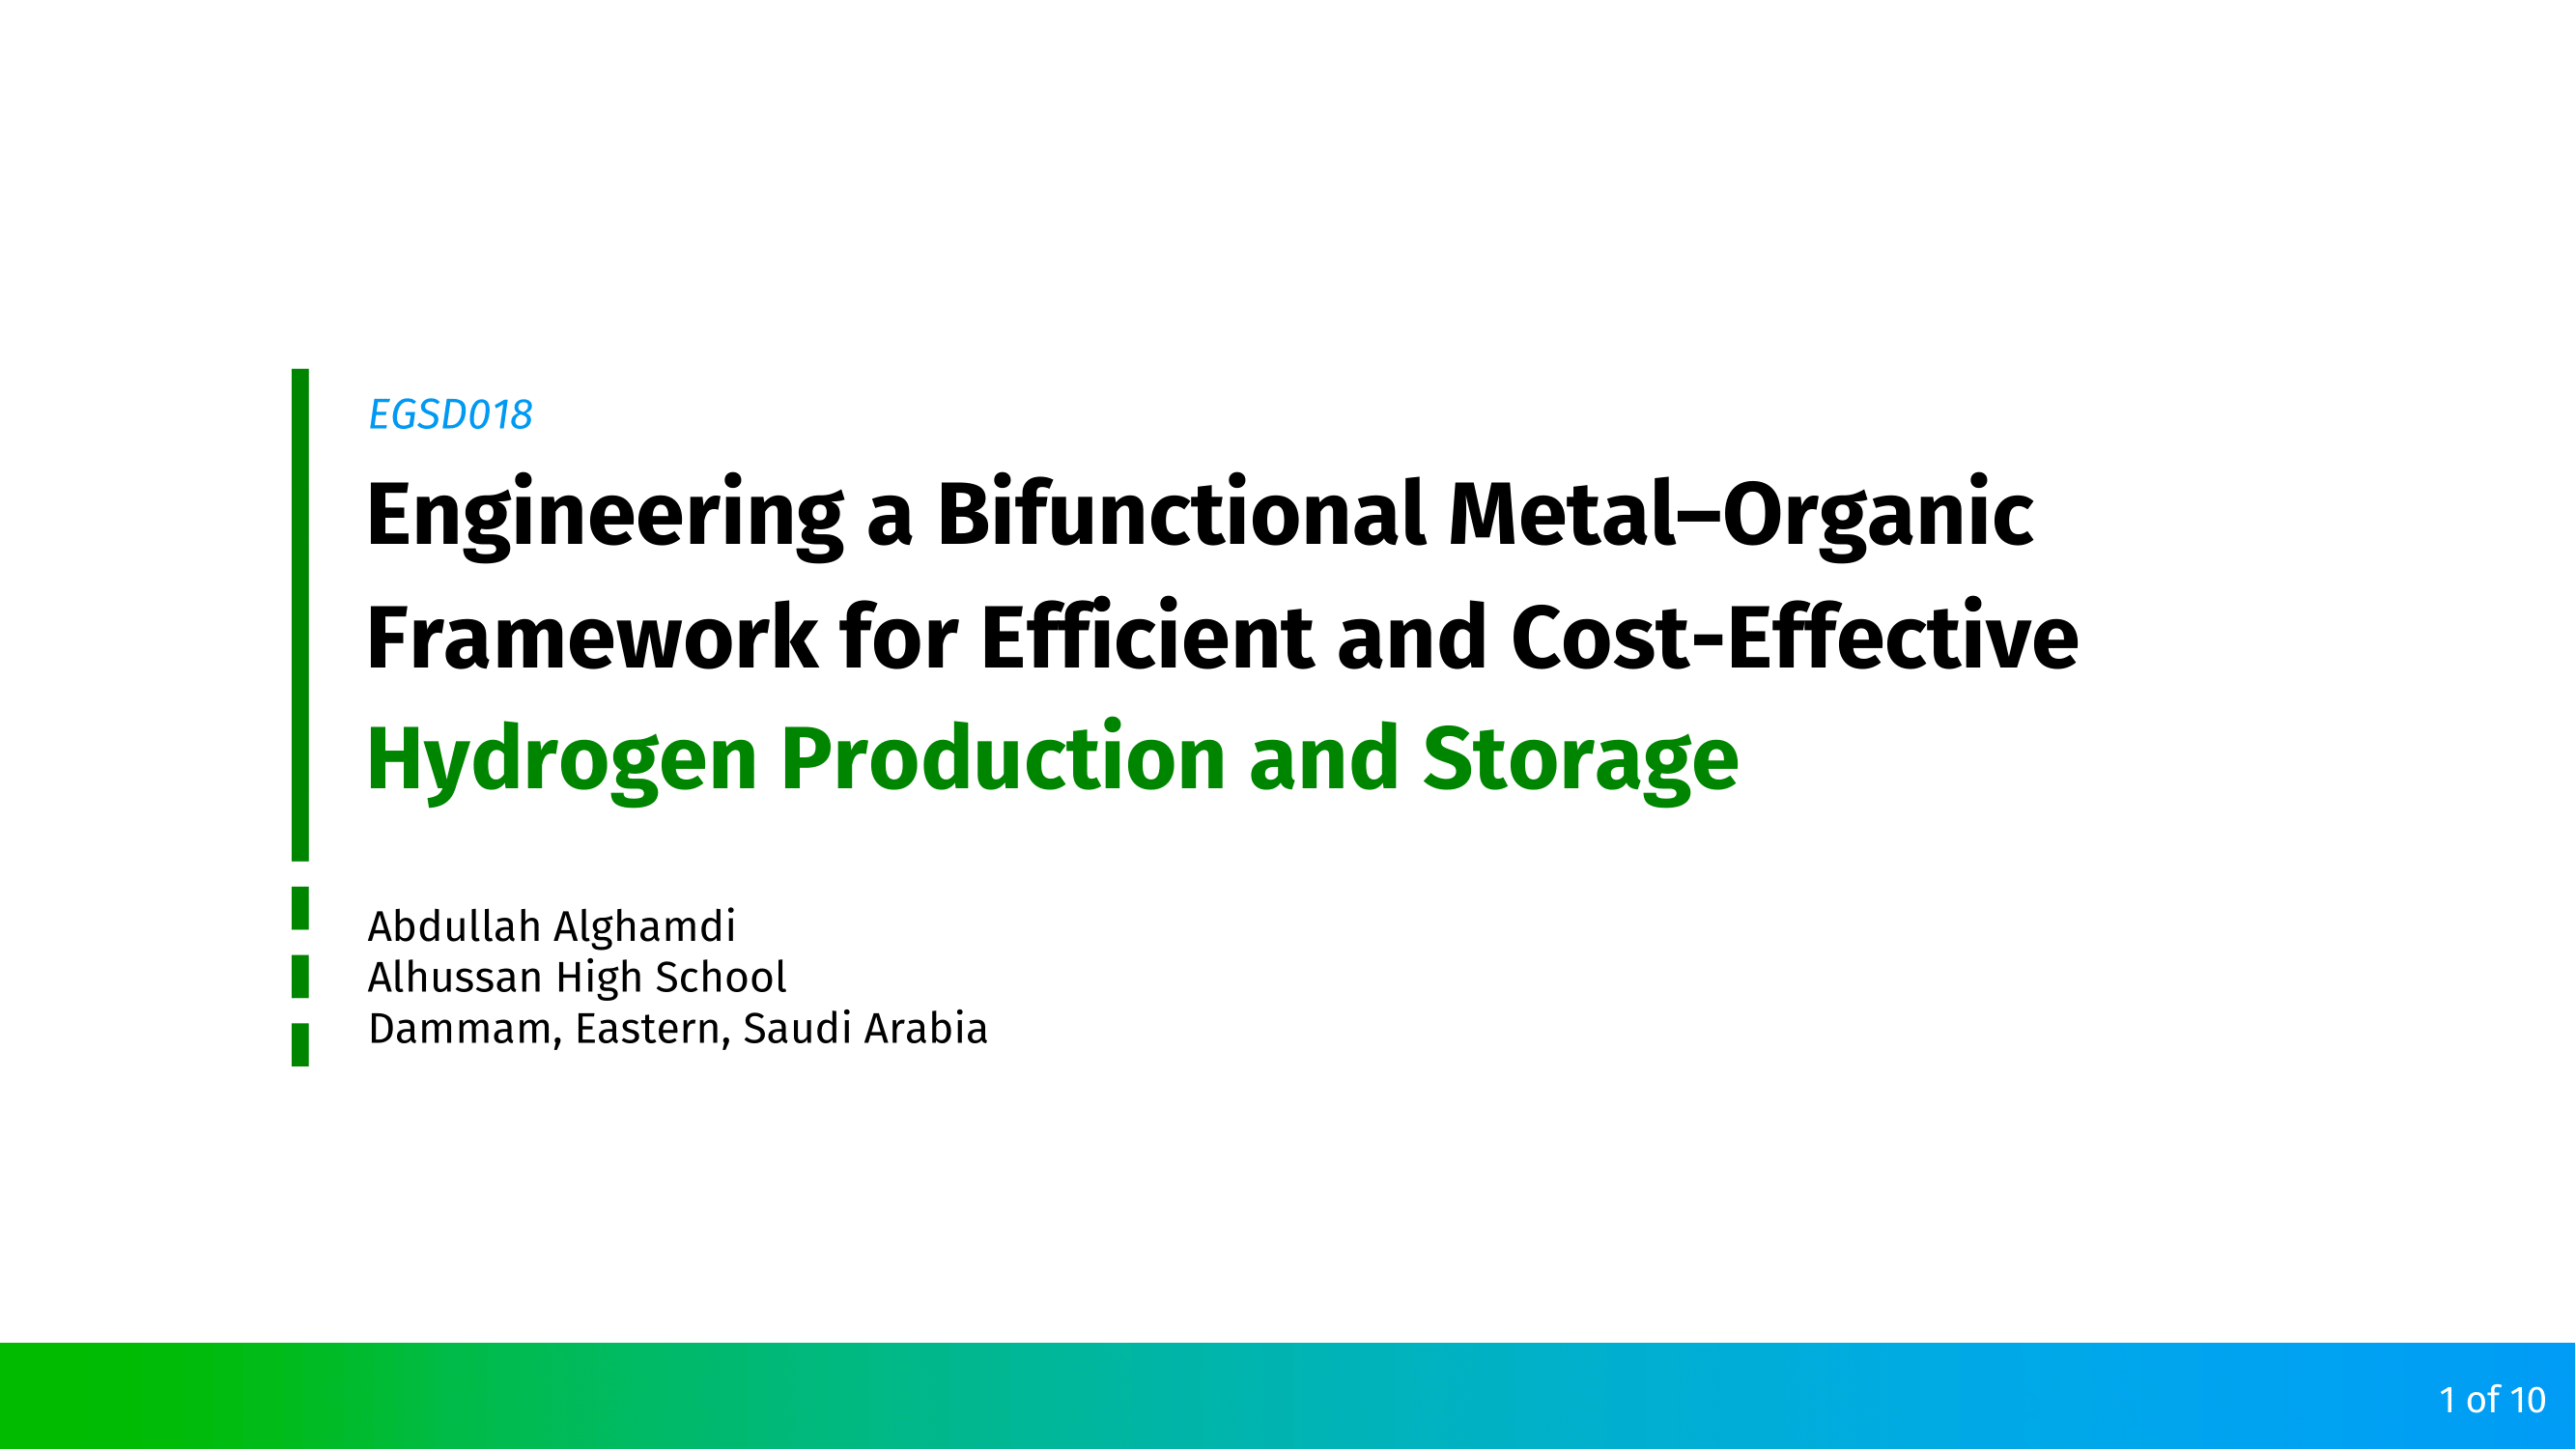 EGSD018
Engineering a Bifunctional Metal–Organic
Framework for Efficient and Cost-Effective
Hydrogen Production and Storage
Abdullah Alghamdi
Alhussan High School
Dammam, Eastern, Saudi Arabia
1 of 10